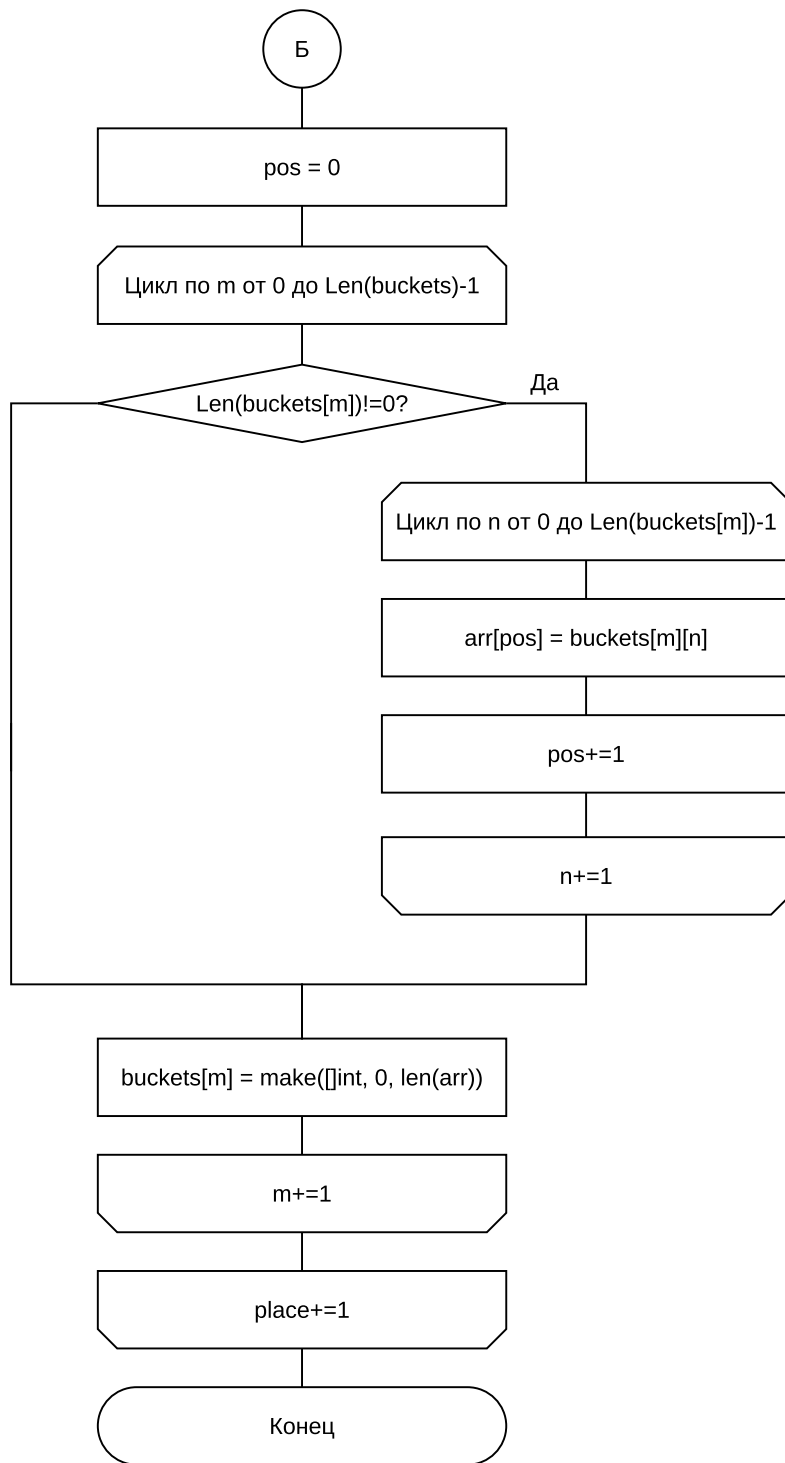 Б
pos = 0
Цикл по m от 0 до Len(buckets)-1
Да
Len(buckets[m])!=0?
Цикл по n от 0 до Len(buckets[m])-1
arr[pos] = buckets[m][n]
pos+=1
n+=1
buckets[m] = make([]int, 0, len(arr))
m+=1
place+=1
Конец